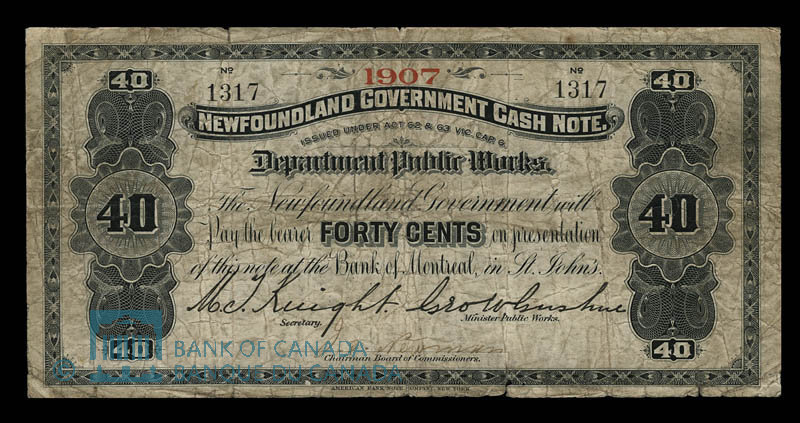 40 40
Nº 1907 Nº
1317 1317
NEWFOUNDLAND GOVERNMENT CASH NOTE.
ISSUED UNDER ACT 62 & 63 VIC. CAP. 6.
Department Public Works.
The Newfoundland Government will
40 Pay the bearer FORTY CENTS on presentation 40
of this note at the Bank of Montreal, in St. John's.
M. J. Knight. Geo W Gushue
Secretary. Minister Public Works.
40 40
Chairman Board of Commissioners.
BANK OF CANADA
BANQUE DU CANADA
AMERICAN BANK NOTE COMPANY, NEW YORK.